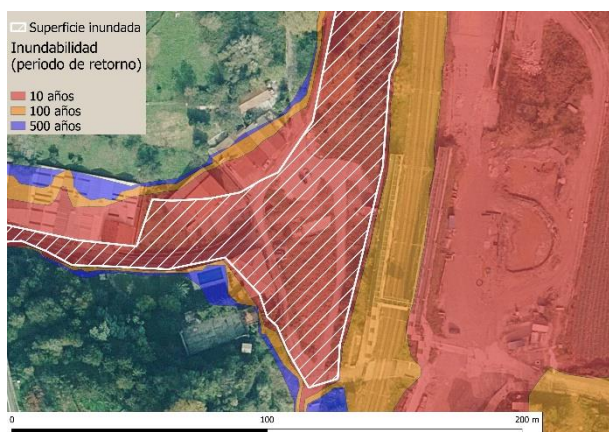 Superficie inundada
Inundabilidad
(periodo de retorno)
10 años
100 años
500 años
0 100 200 m